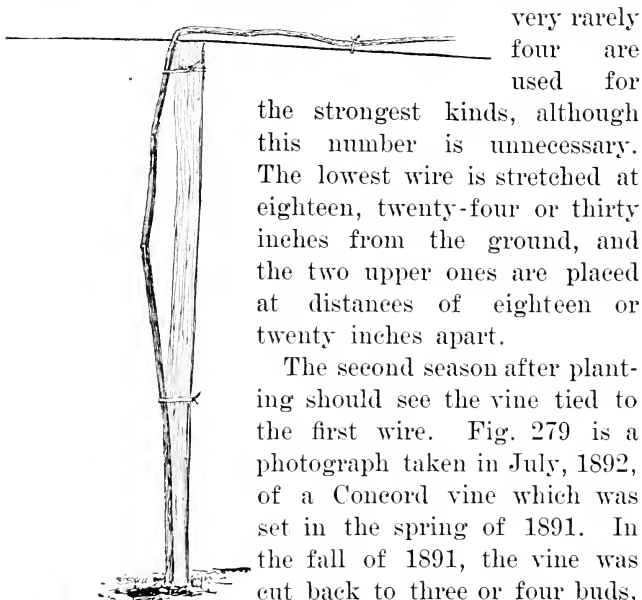 very rarely
four are
used for
the strongest kinds, although
this number is unnecessary.
The lowest wire is stretched at
eighteen, twenty-four or thirty
inches from the ground, and
the two upper ones are placed
at distances of eighteen or
twenty inches apart.
The second season after plant-
ing should see the vine tied to
the first wire. Fig. 279 is a
photograph taken in July, 1892,
of a Concord vine which was
set in the spring of 1891. In
the fall of 1891, the vine was
cut back to three or four buds,